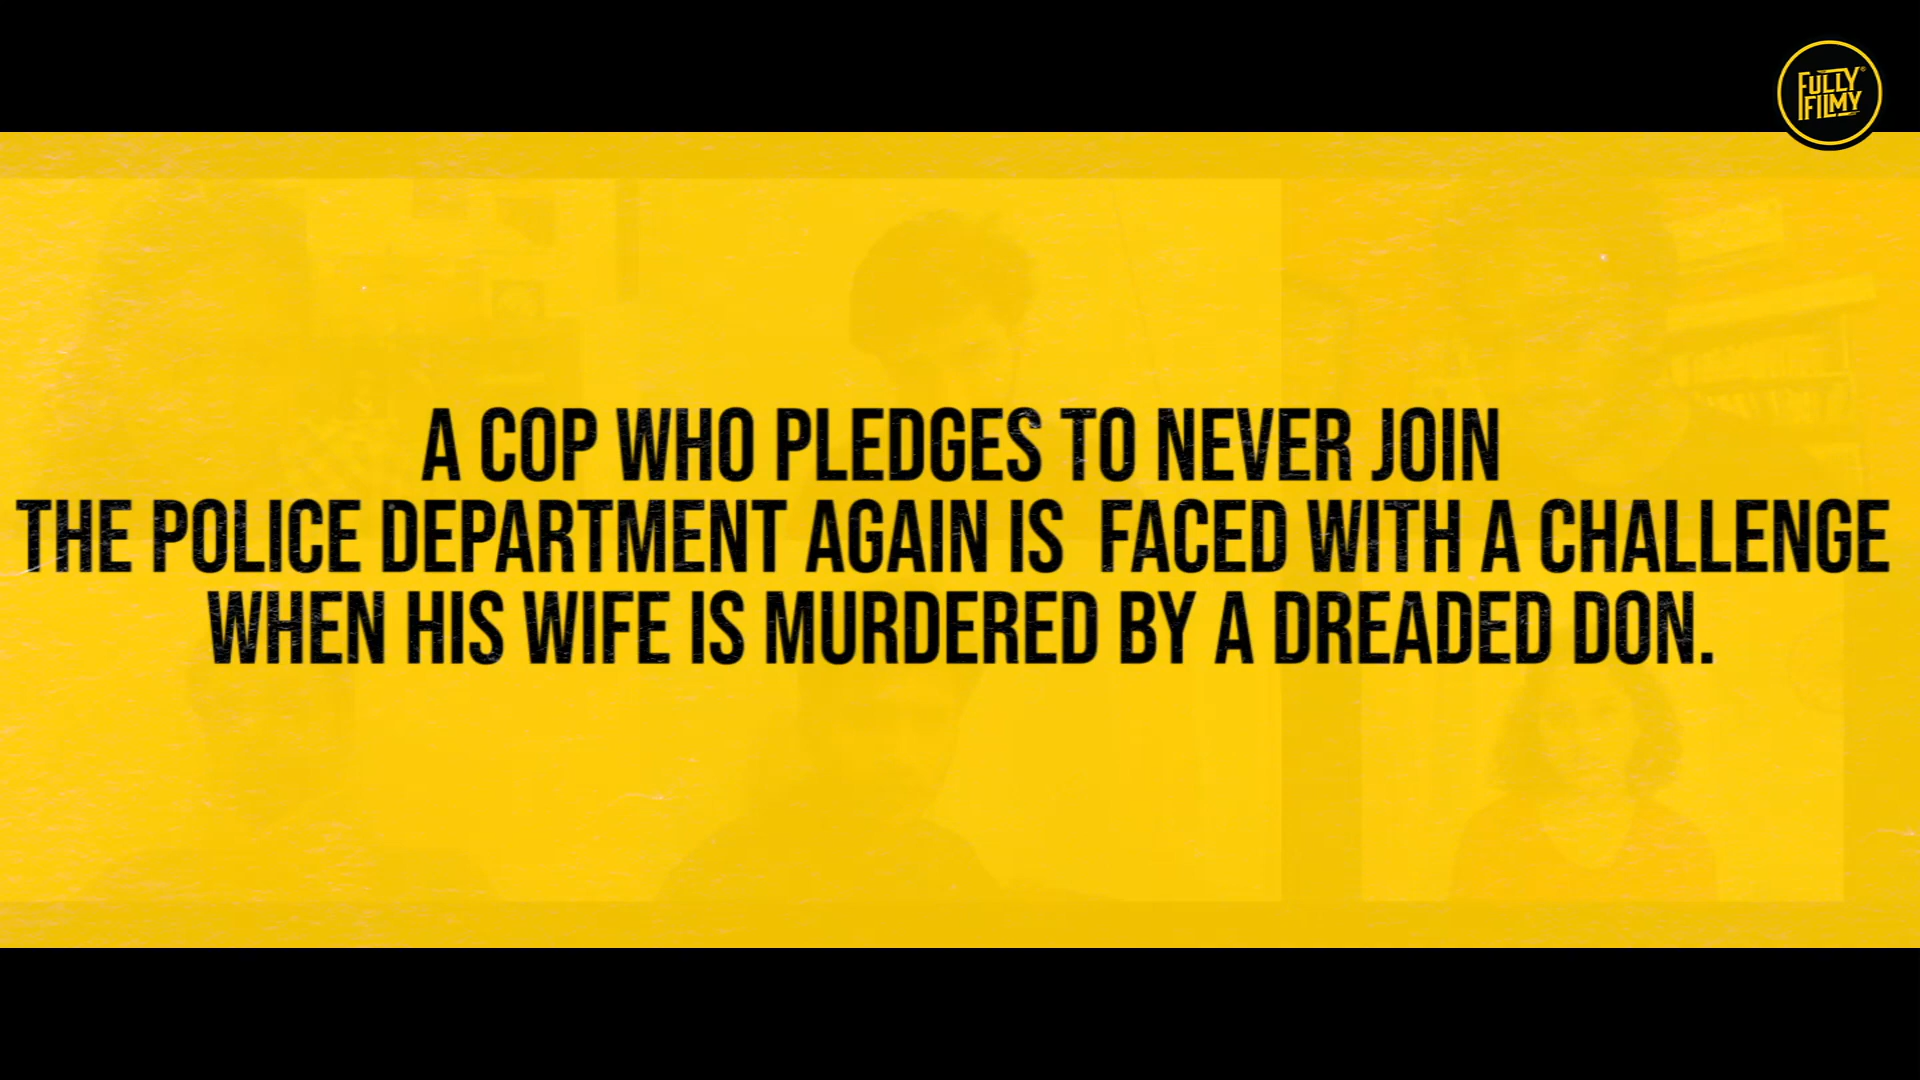 FULLY
FILMY
A COP WHO PLEDGES TO NEVER JOIN
THE POLICE DEPARTMENT AGAIN IS FACED WITH A CHALLENGE
WHEN HIS WIFE IS MURDERED BY A DREADED DON.